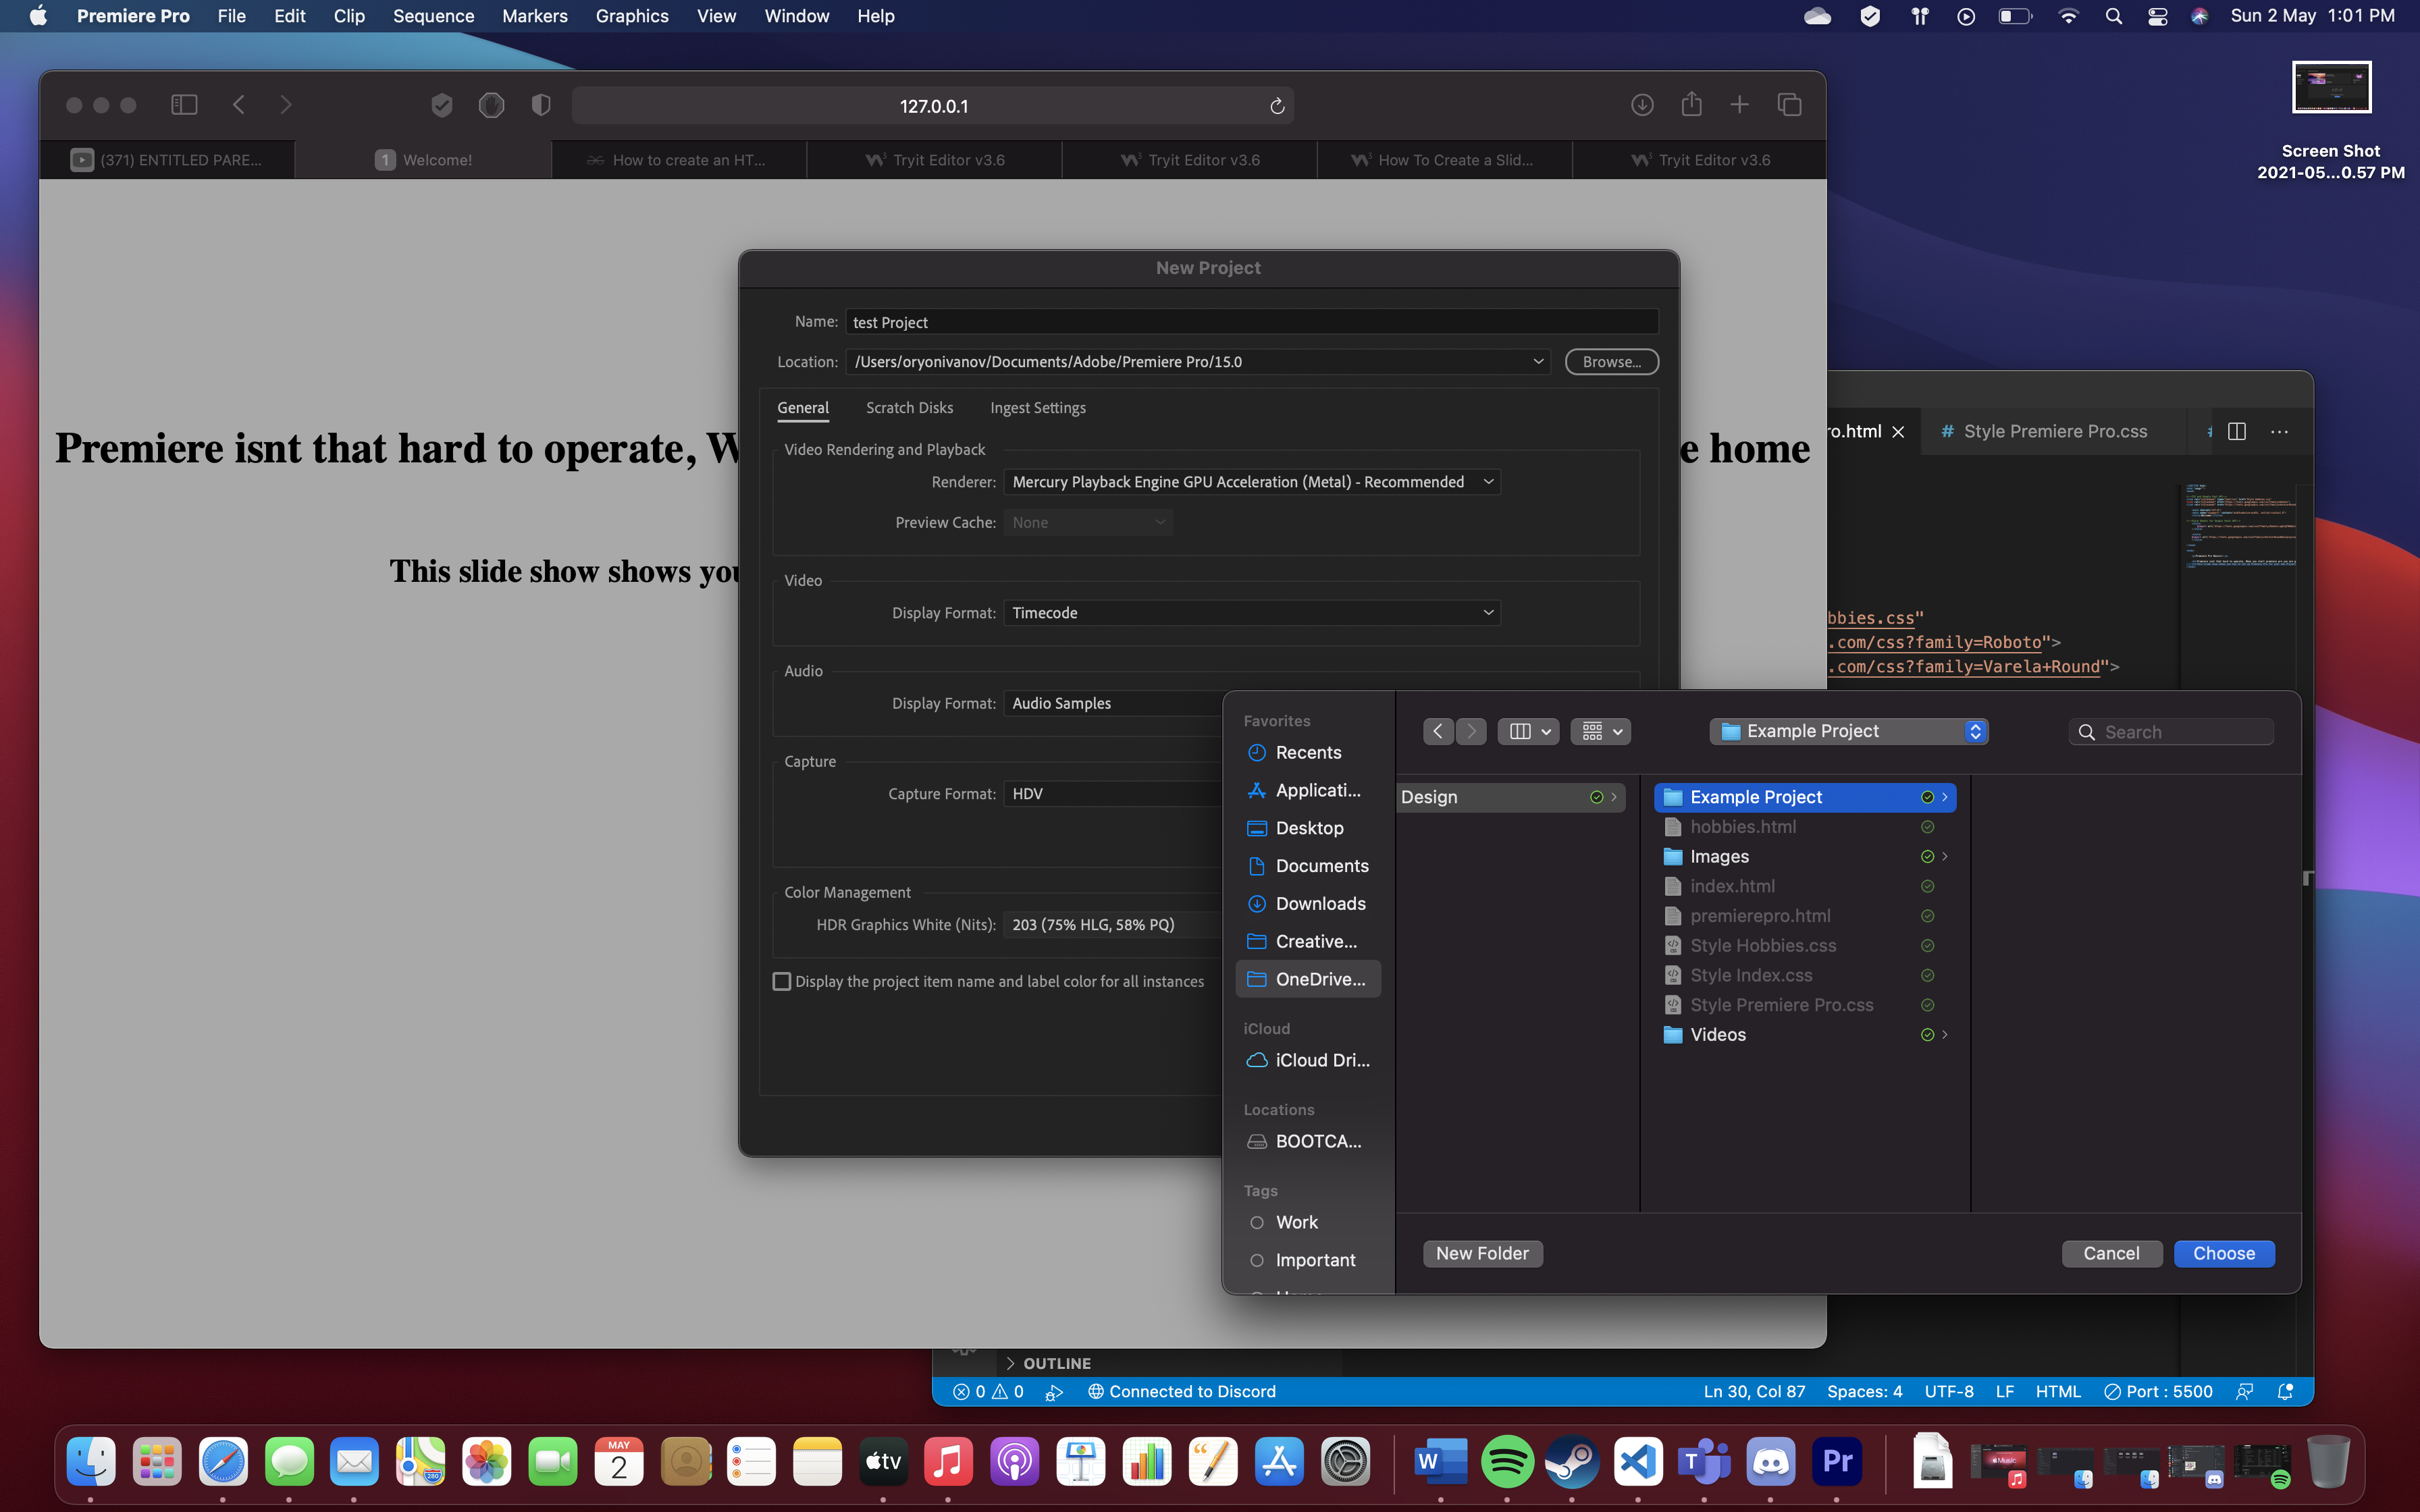 Premiere Pro File Edit Clip Sequence Markers Graphics View Window Help
Sun 2 May 1:01 PM
Screen Shot
2021-05...0.57 PM
127.0.0.1
(371) ENTITLED PARE...
1 Welcome!
How to create an HT...
Tryit Editor v3.6
Tryit Editor v3.6
How To Create a Slid...
Tryit Editor v3.6
Premiere isnt that hard to operate, W
e home
This slide show shows you
New Project
Name: test Project
Location: /Users/oryonivanov/Documents/Adobe/Premiere Pro/15.0 Browse...
General Scratch Disks Ingest Settings
Video Rendering and Playback
Renderer: Mercury Playback Engine GPU Acceleration (Metal) - Recommended
Preview Cache: None
Video
Display Format: Timecode
Audio
Display Format: Audio Samples
Capture
Capture Format: HDV
Color Management
HDR Graphics White (Nits): 203 (75% HLG, 58% PQ)
Display the project item name and label color for all instances
ro.html # Style Premiere Pro.css
bbies.css"
.com/css?family=Roboto">
.com/css?family=Varela+Round">
Favorites
Recents
Applicati...
Desktop
Documents
Downloads
Creative...
OneDrive...
iCloud
iCloud Dri...
Locations
BOOTCA...
Tags
Work
Important
Example Project
Search
Design
Example Project
hobbies.html
Images
index.html
premierepro.html
Style Hobbies.css
Style Index.css
Style Premiere Pro.css
Videos
New Folder Cancel Choose
OUTLINE
0 0 Connected to Discord Ln 30, Col 87 Spaces: 4 UTF-8 LF HTML Port : 5500
MAY
2
280
tv
W
T
Pr